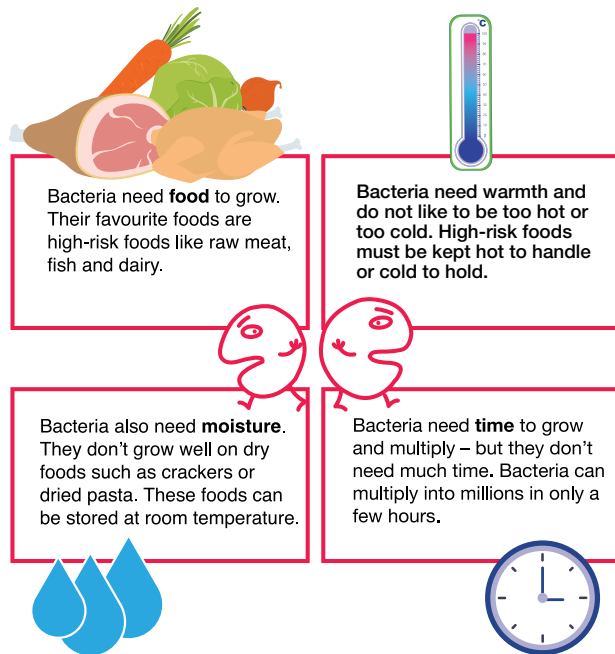 °C
Bacteria need food to grow.
Their favourite foods are
high-risk foods like raw meat,
fish and dairy.
Bacteria need warmth and
do not like to be too hot or
too cold. High-risk foods
must be kept hot to handle
or cold to hold.
Bacteria also need moisture.
They don’t grow well on dry
foods such as crackers or
dried pasta. These foods can
be stored at room temperature.
Bacteria need time to grow
and multiply – but they don’t
need much time. Bacteria can
multiply into millions in only a
few hours.